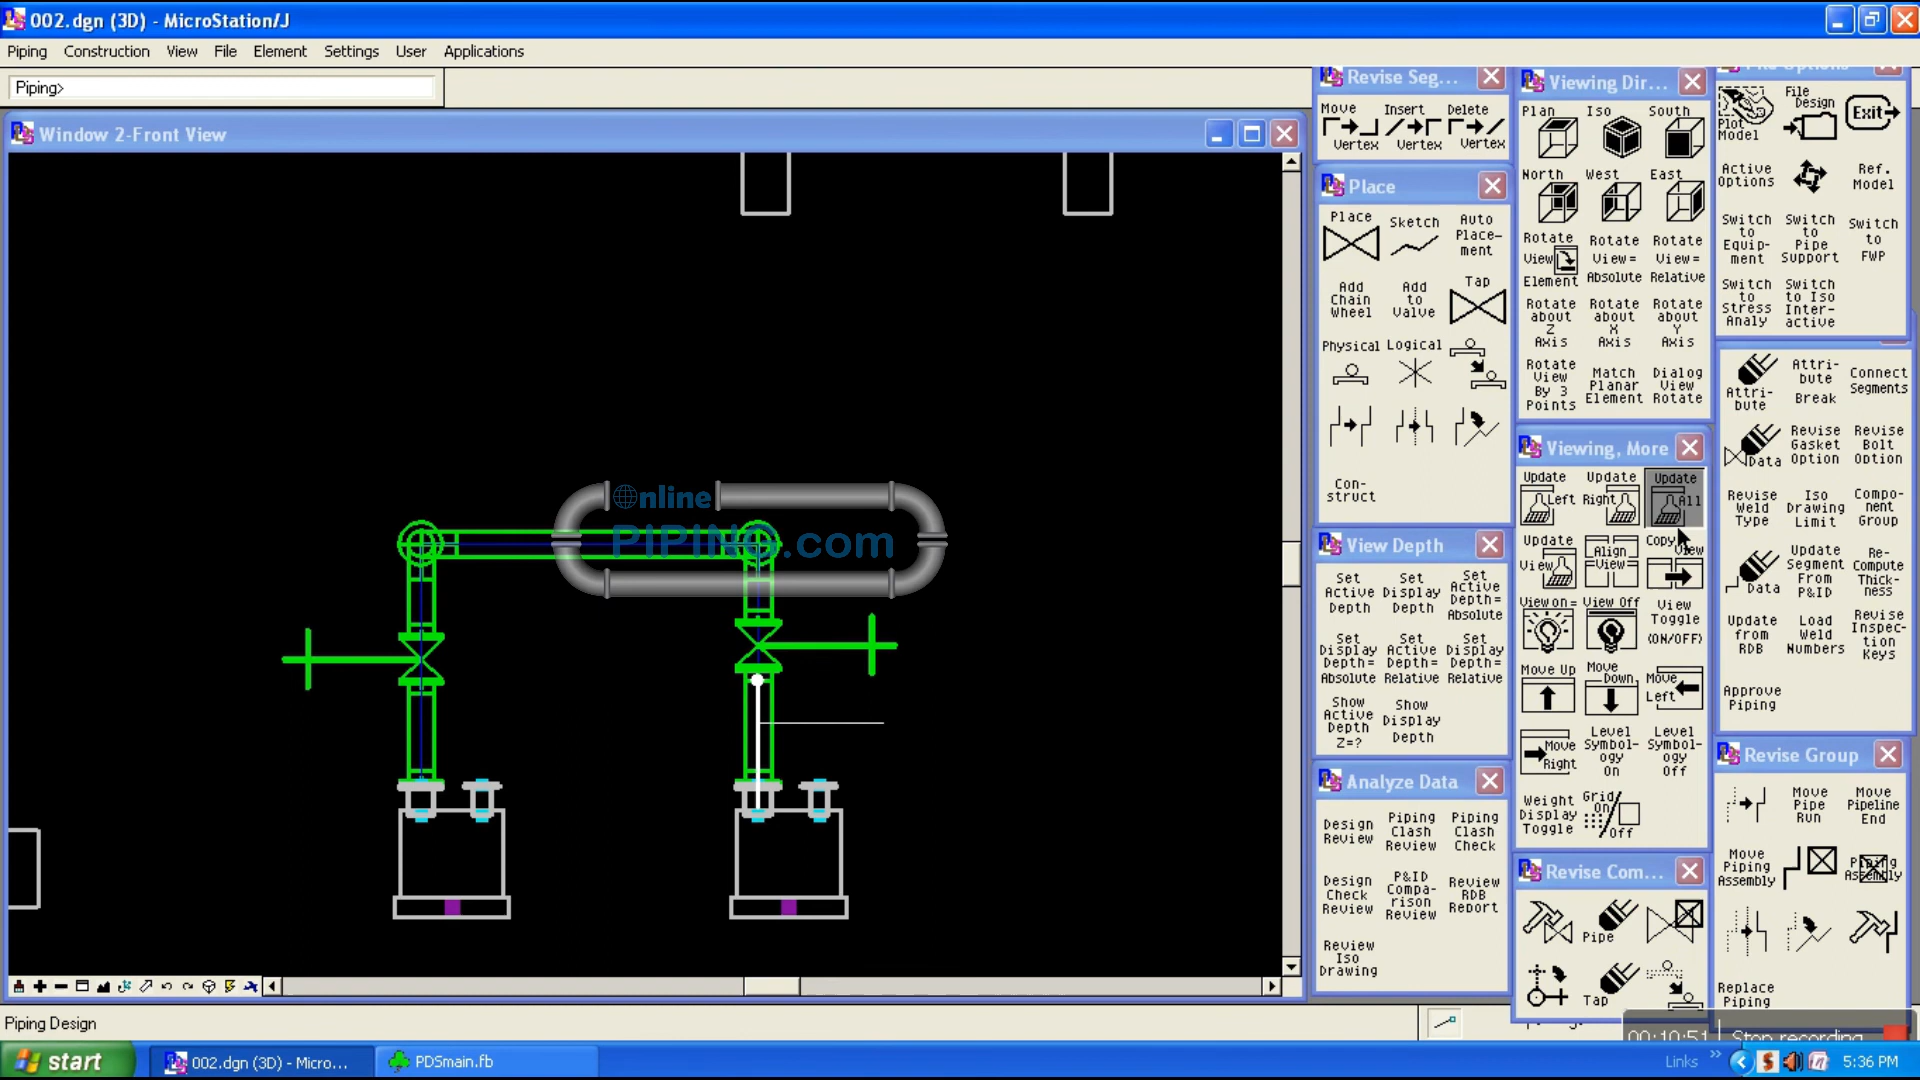 002.dgn (3D) - MicroStation/J
Piping Construction View File Element Settings User Applications
Piping>
Window 2-Front View
Online
PIPING.com
Revise Seg...
Move Vertex
Insert Vertex
Delete Vertex
Place
Place
Sketch
Auto Place-ment
Add Chain Wheel
Add to Valve
Tap
Physical
Logical
Con-struct
View Depth
Set Active Depth
Set Display Depth
Set Active Depth= Absolute
Set Display Depth= Absolute
Set Active Depth= Relative
Set Display Depth= Relative
Show Active Depth Z=?
Show Display Depth
Analyze Data
Design Review
Piping Clash Review
Piping Clash Check
Design Check Review
P&ID Compa-rison Review
Review RDB Report
Review Iso Drawing
Viewing Dir...
Plan
Iso
South
North
West
East
Rotate View Element
Rotate View= Absolute
Rotate View= Relative
Rotate about Z Axis
Rotate about X Axis
Rotate about Y Axis
Rotate View By 3 Points
Match Planar Element
Dialog View Rotate
Viewing, More
Update Left
Update Right
Update All
Update View
Align View
Copy View
View on=
View Off
View Toggle (ON/OFF)
Move Up
Move Down
Move Left
Move Right
Level Symbol-ogy On
Level Symbol-ogy Off
Weight Display Toggle
Grid On/Off
Revise Com...
Pipe
Tap
Plot Model
File Design
Exit
Active Options
Ref. Model
Switch to Equip-ment
Switch to Pipe Support
Switch to FWP
Switch to Stress Analy
Switch to Iso Inter-active
Attri-bute
Attri-bute Break
Connect Segments
Data
Revise Gasket Option
Revise Bolt Option
Revise Weld Type
Iso Drawing Limit
Compo-nent Group
Data
Update Segment From P&ID
Re-Compute Thick-ness
Update from RDB
Load Weld Numbers
Revise Inspec-tion Keys
Approve Piping
Revise Group
Move Pipe Run
Move Pipeline End
Move Piping Assembly
Piping Assembly
Replace Piping
Piping Design
00:10:51 | Stop recording
start
002.dgn (3D) - Micro...
PDSmain.fb
Links
5:36 PM